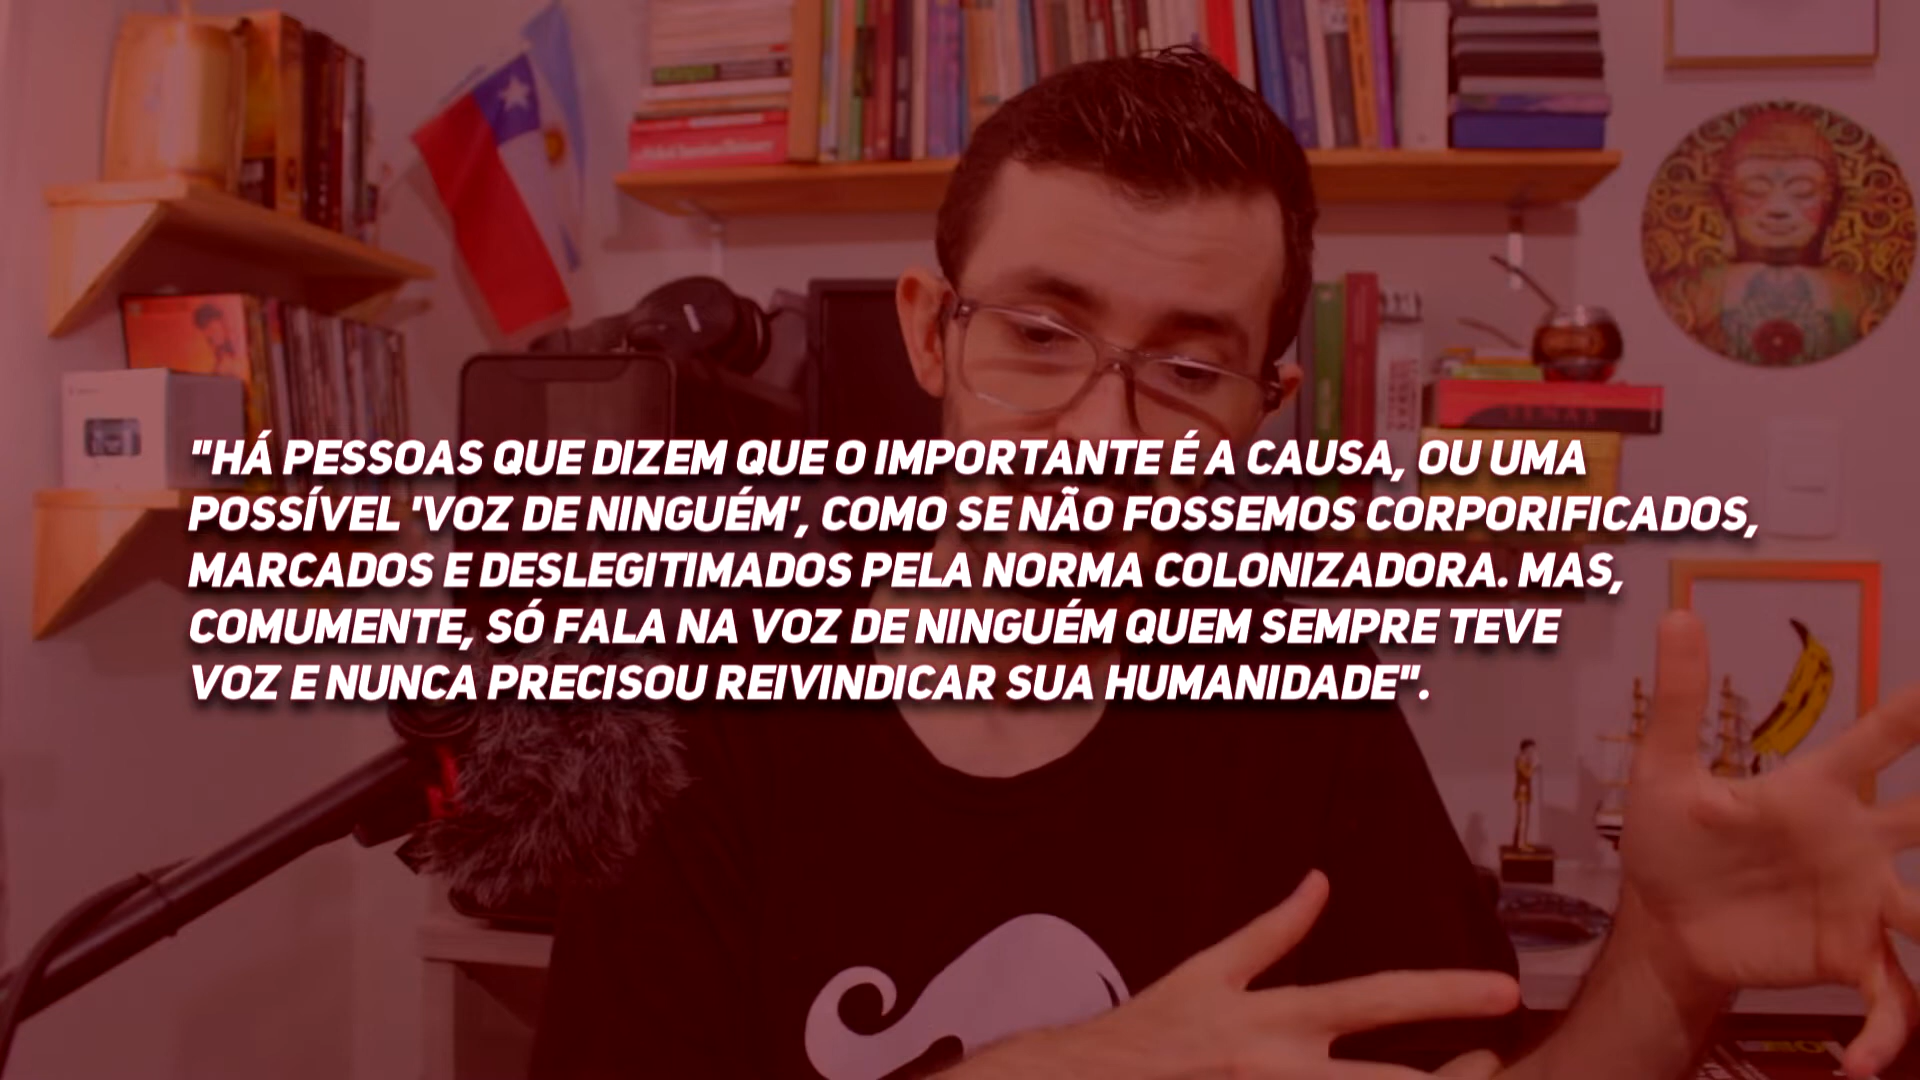 "HÁ PESSOAS QUE DIZEM QUE O IMPORTANTE É A CAUSA, OU UMA
POSSÍVEL 'VOZ DE NINGUÉM', COMO SE NÃO FOSSEMOS CORPORIFICADOS,
MARCADOS E DESLEGITIMADOS PELA NORMA COLONIZADORA. MAS,
COMUMENTE, SÓ FALA NA VOZ DE NINGUÉM QUEM SEMPRE TEVE
VOZ E NUNCA PRECISOU REIVINDICAR SUA HUMANIDADE".